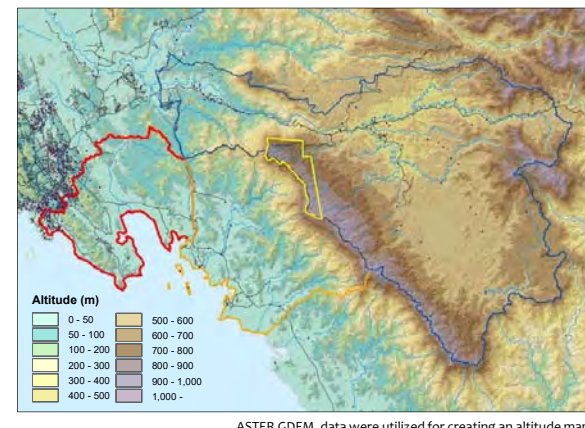 Altitude (m)
0 - 50
50 - 100
100 - 200
200 - 300
300 - 400
400 - 500
500 - 600
600 - 700
700 - 800
800 - 900
900 - 1,000
1,000 -
ASTER GDEM data were utilized for creating an altitude map